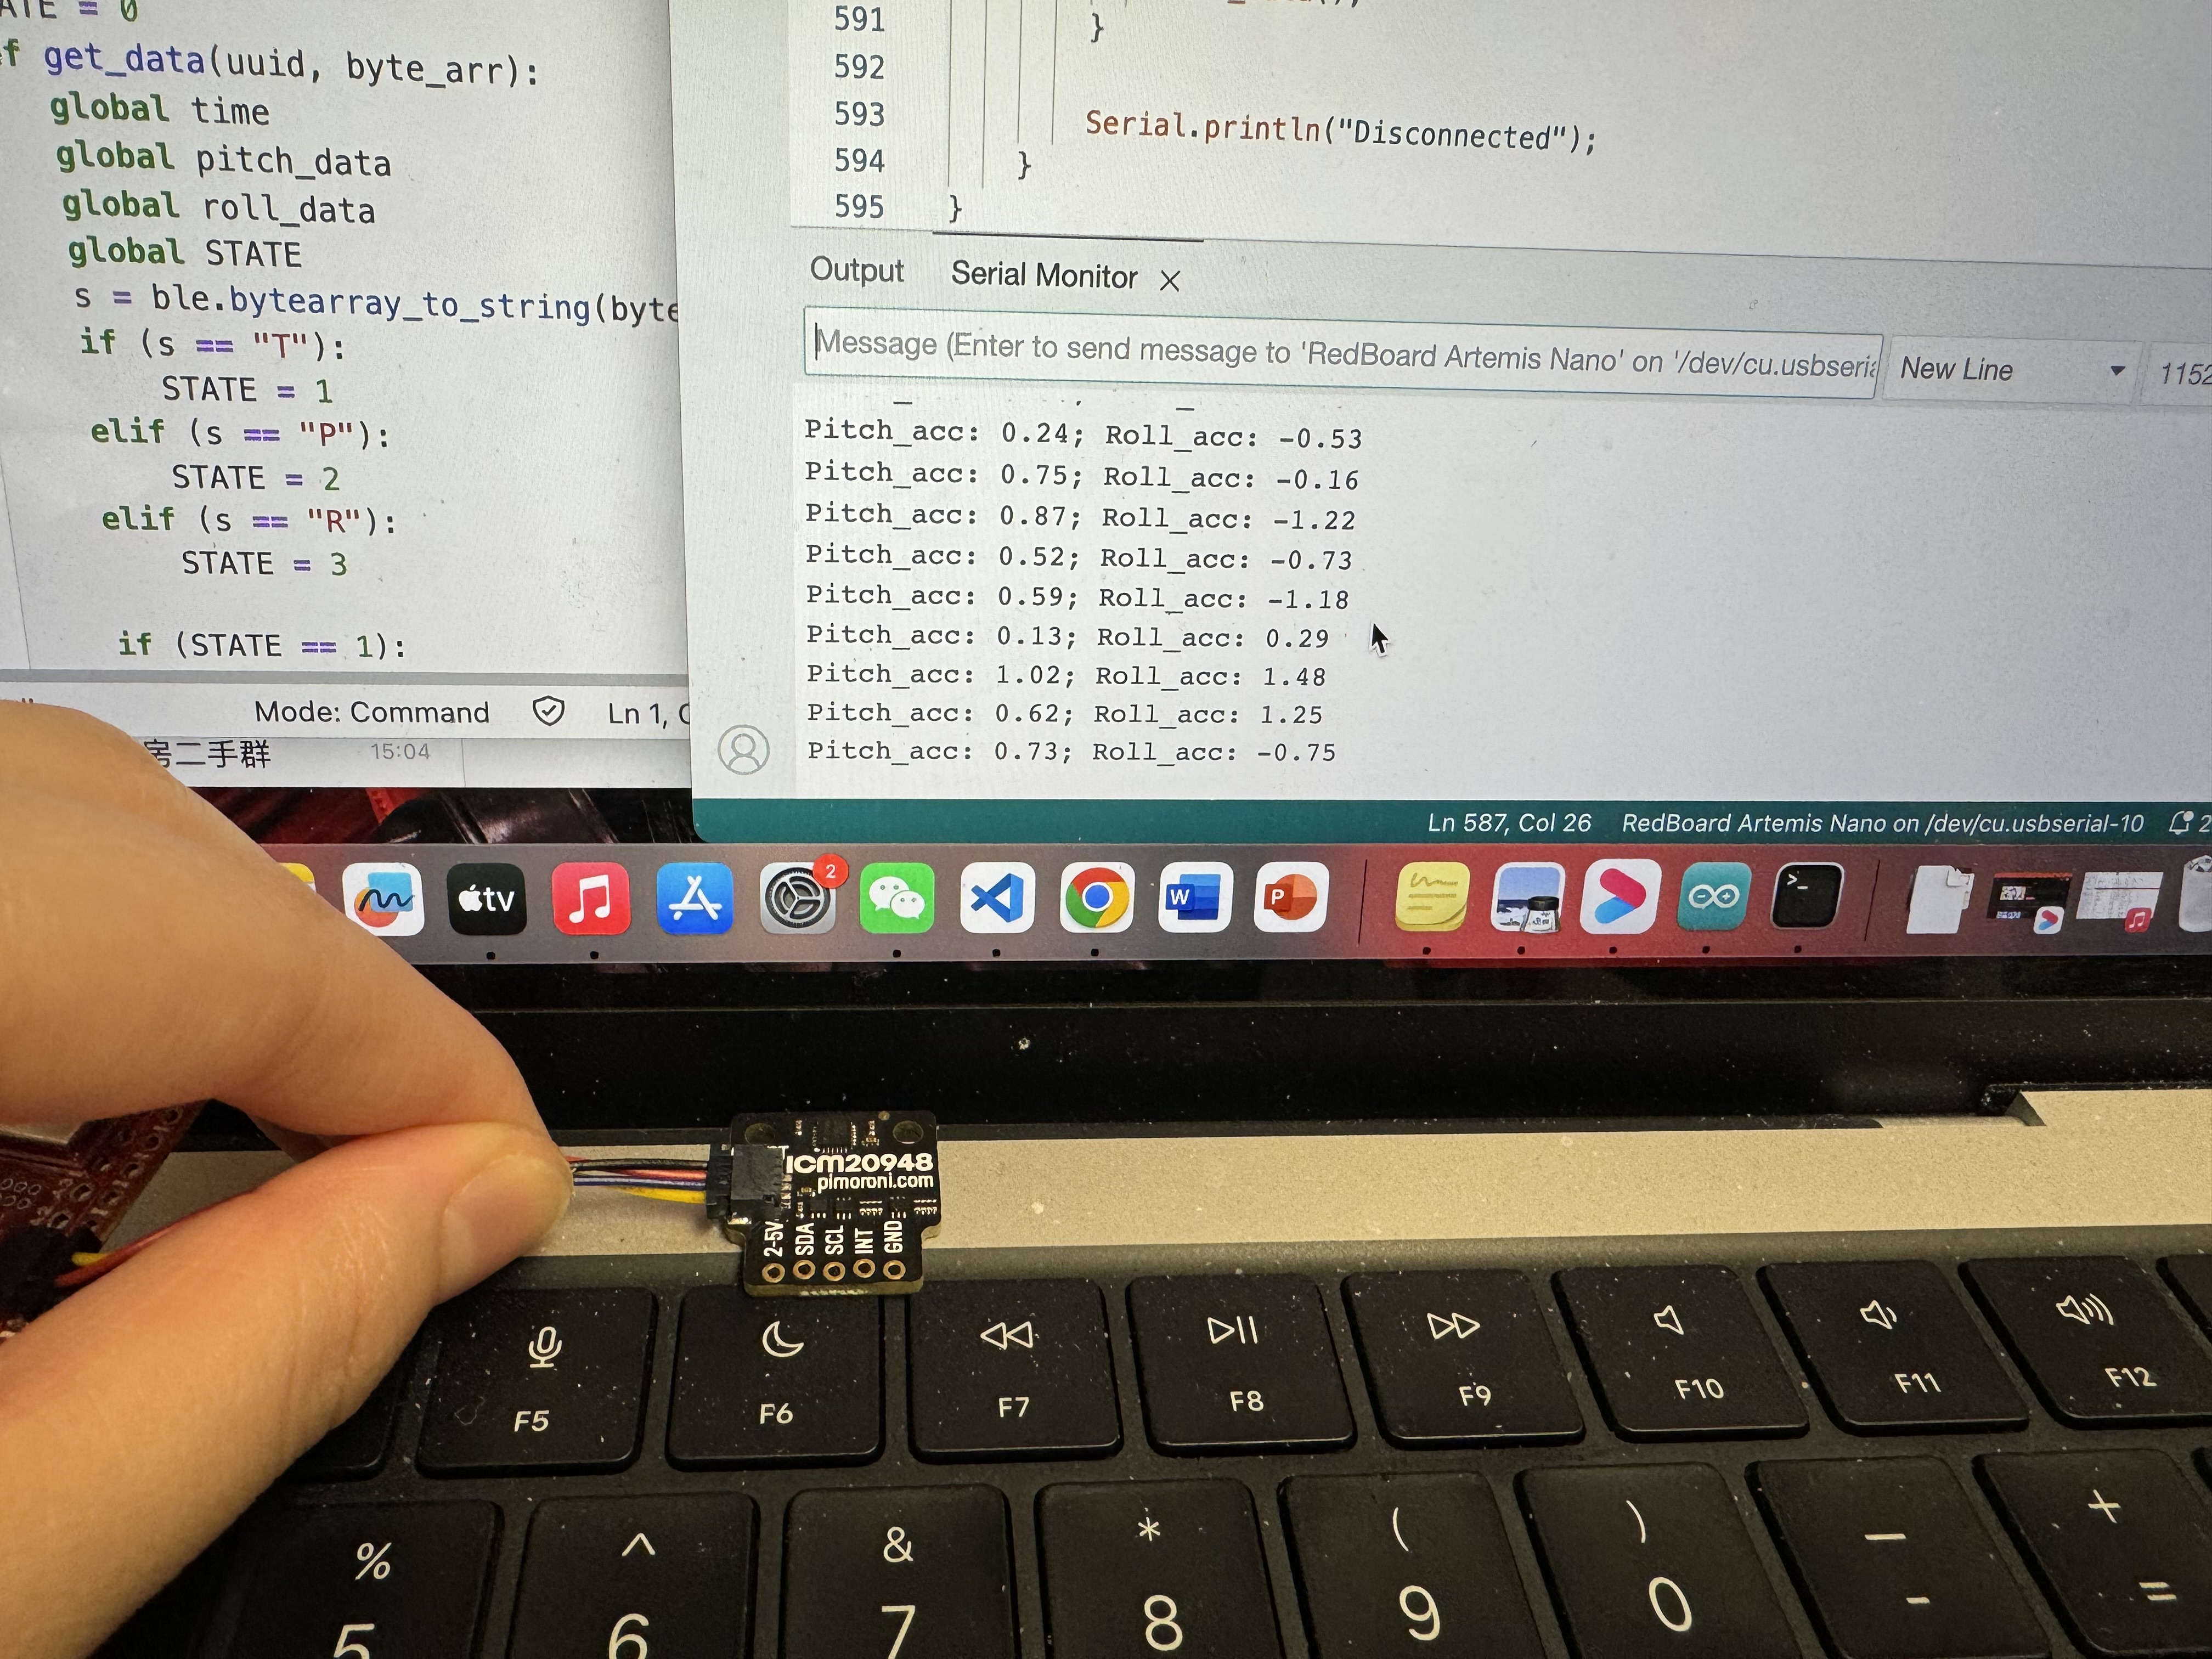 ATE = 0
f get_data(uuid, byte_arr):
global time
global pitch_data
global roll_data
global STATE
s = ble.bytearray_to_string(byte
if (s == "T"):
STATE = 1
elif (s == "P"):
STATE = 2
elif (s == "R"):
STATE = 3
if (STATE == 1):
Mode: Command
Ln 1, C
房二手群
15:04
591 }
592
593 Serial.println("Disconnected");
594 }
595 }
Output Serial Monitor X
Message (Enter to send message to 'RedBoard Artemis Nano' on '/dev/cu.usbseria
New Line
1152
Pitch_acc: 0.24; Roll_acc: -0.53
Pitch_acc: 0.75; Roll_acc: -0.16
Pitch_acc: 0.87; Roll_acc: -1.22
Pitch_acc: 0.52; Roll_acc: -0.73
Pitch_acc: 0.59; Roll_acc: -1.18
Pitch_acc: 0.13; Roll_acc: 0.29
Pitch_acc: 1.02; Roll_acc: 1.48
Pitch_acc: 0.62; Roll_acc: 1.25
Pitch_acc: 0.73; Roll_acc: -0.75
Ln 587, Col 26 RedBoard Artemis Nano on /dev/cu.usbserial-10 2
tv
2
W
P
>_
ICM20948
pimoroni.com
2-5V
SDA
SCL
INT
GND
F5
F6
F7
F8
F9
F10
F11
F12
% ^ & * ( ) — +
5 6 7 8 9 0 - =